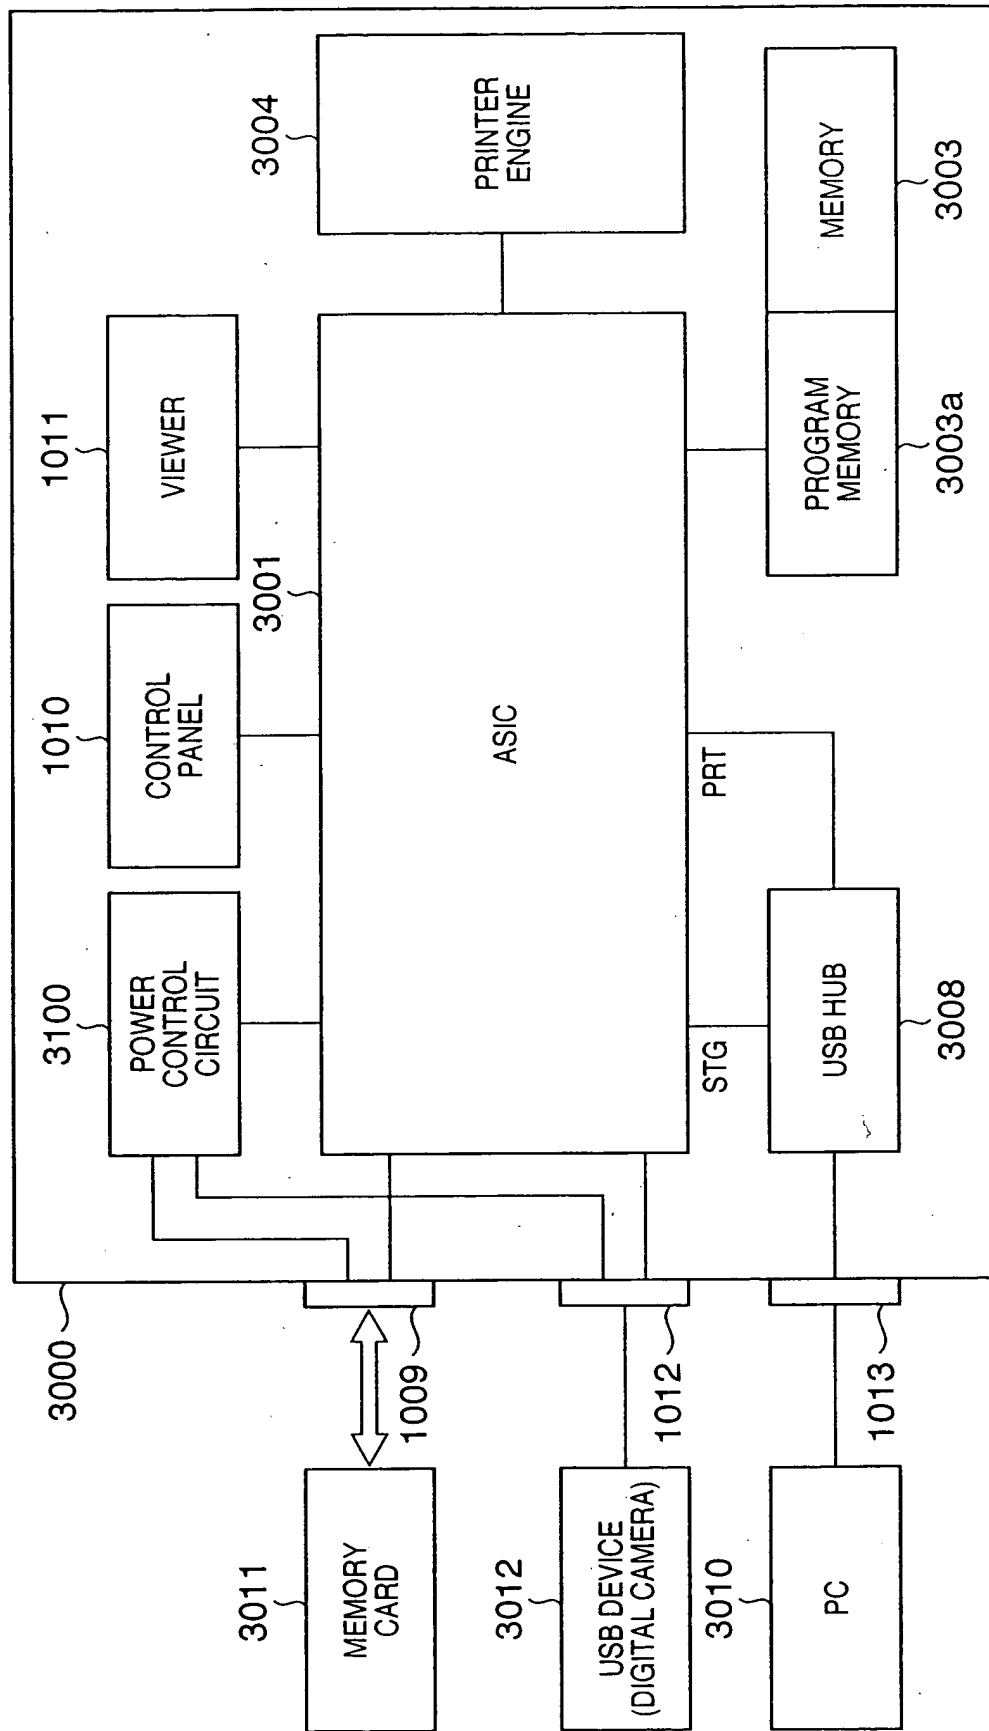 3000
3100
POWER
CONTROL
CIRCUIT
1010
CONTROL
PANEL
1011
VIEWER
3004
PRINTER
ENGINE
3001
ASIC
3011
MEMORY
CARD
1009
3012
USB DEVICE
(DIGITAL CAMERA)
1012
STG
PRT
3010
PC
1013
USB HUB
3008
PROGRAM
MEMORY
3003a
MEMORY
3003